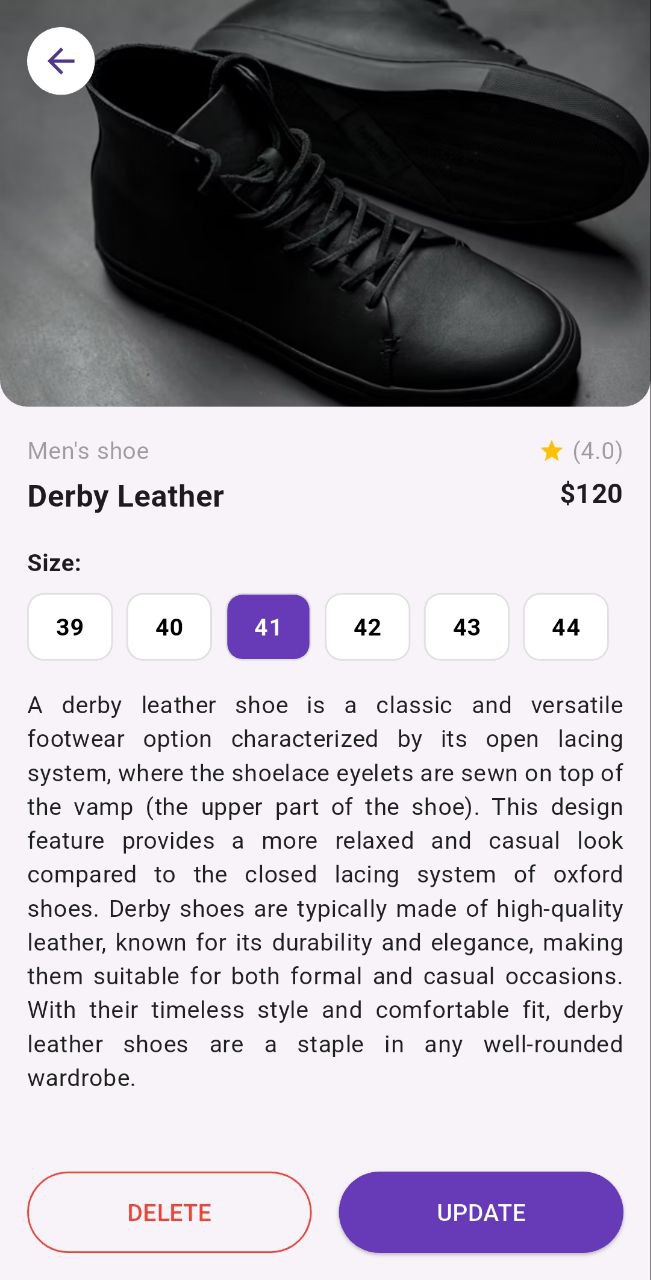 Men's shoe (4.0)
Derby Leather $120
Size:
39 40 41 42 43 44
A derby leather shoe is a classic and versatile
footwear option characterized by its open lacing
system, where the shoelace eyelets are sewn on top of
the vamp (the upper part of the shoe). This design
feature provides a more relaxed and casual look
compared to the closed lacing system of oxford
shoes. Derby shoes are typically made of high-quality
leather, known for its durability and elegance, making
them suitable for both formal and casual occasions.
With their timeless style and comfortable fit, derby
leather shoes are a staple in any well-rounded
wardrobe.
DELETE UPDATE